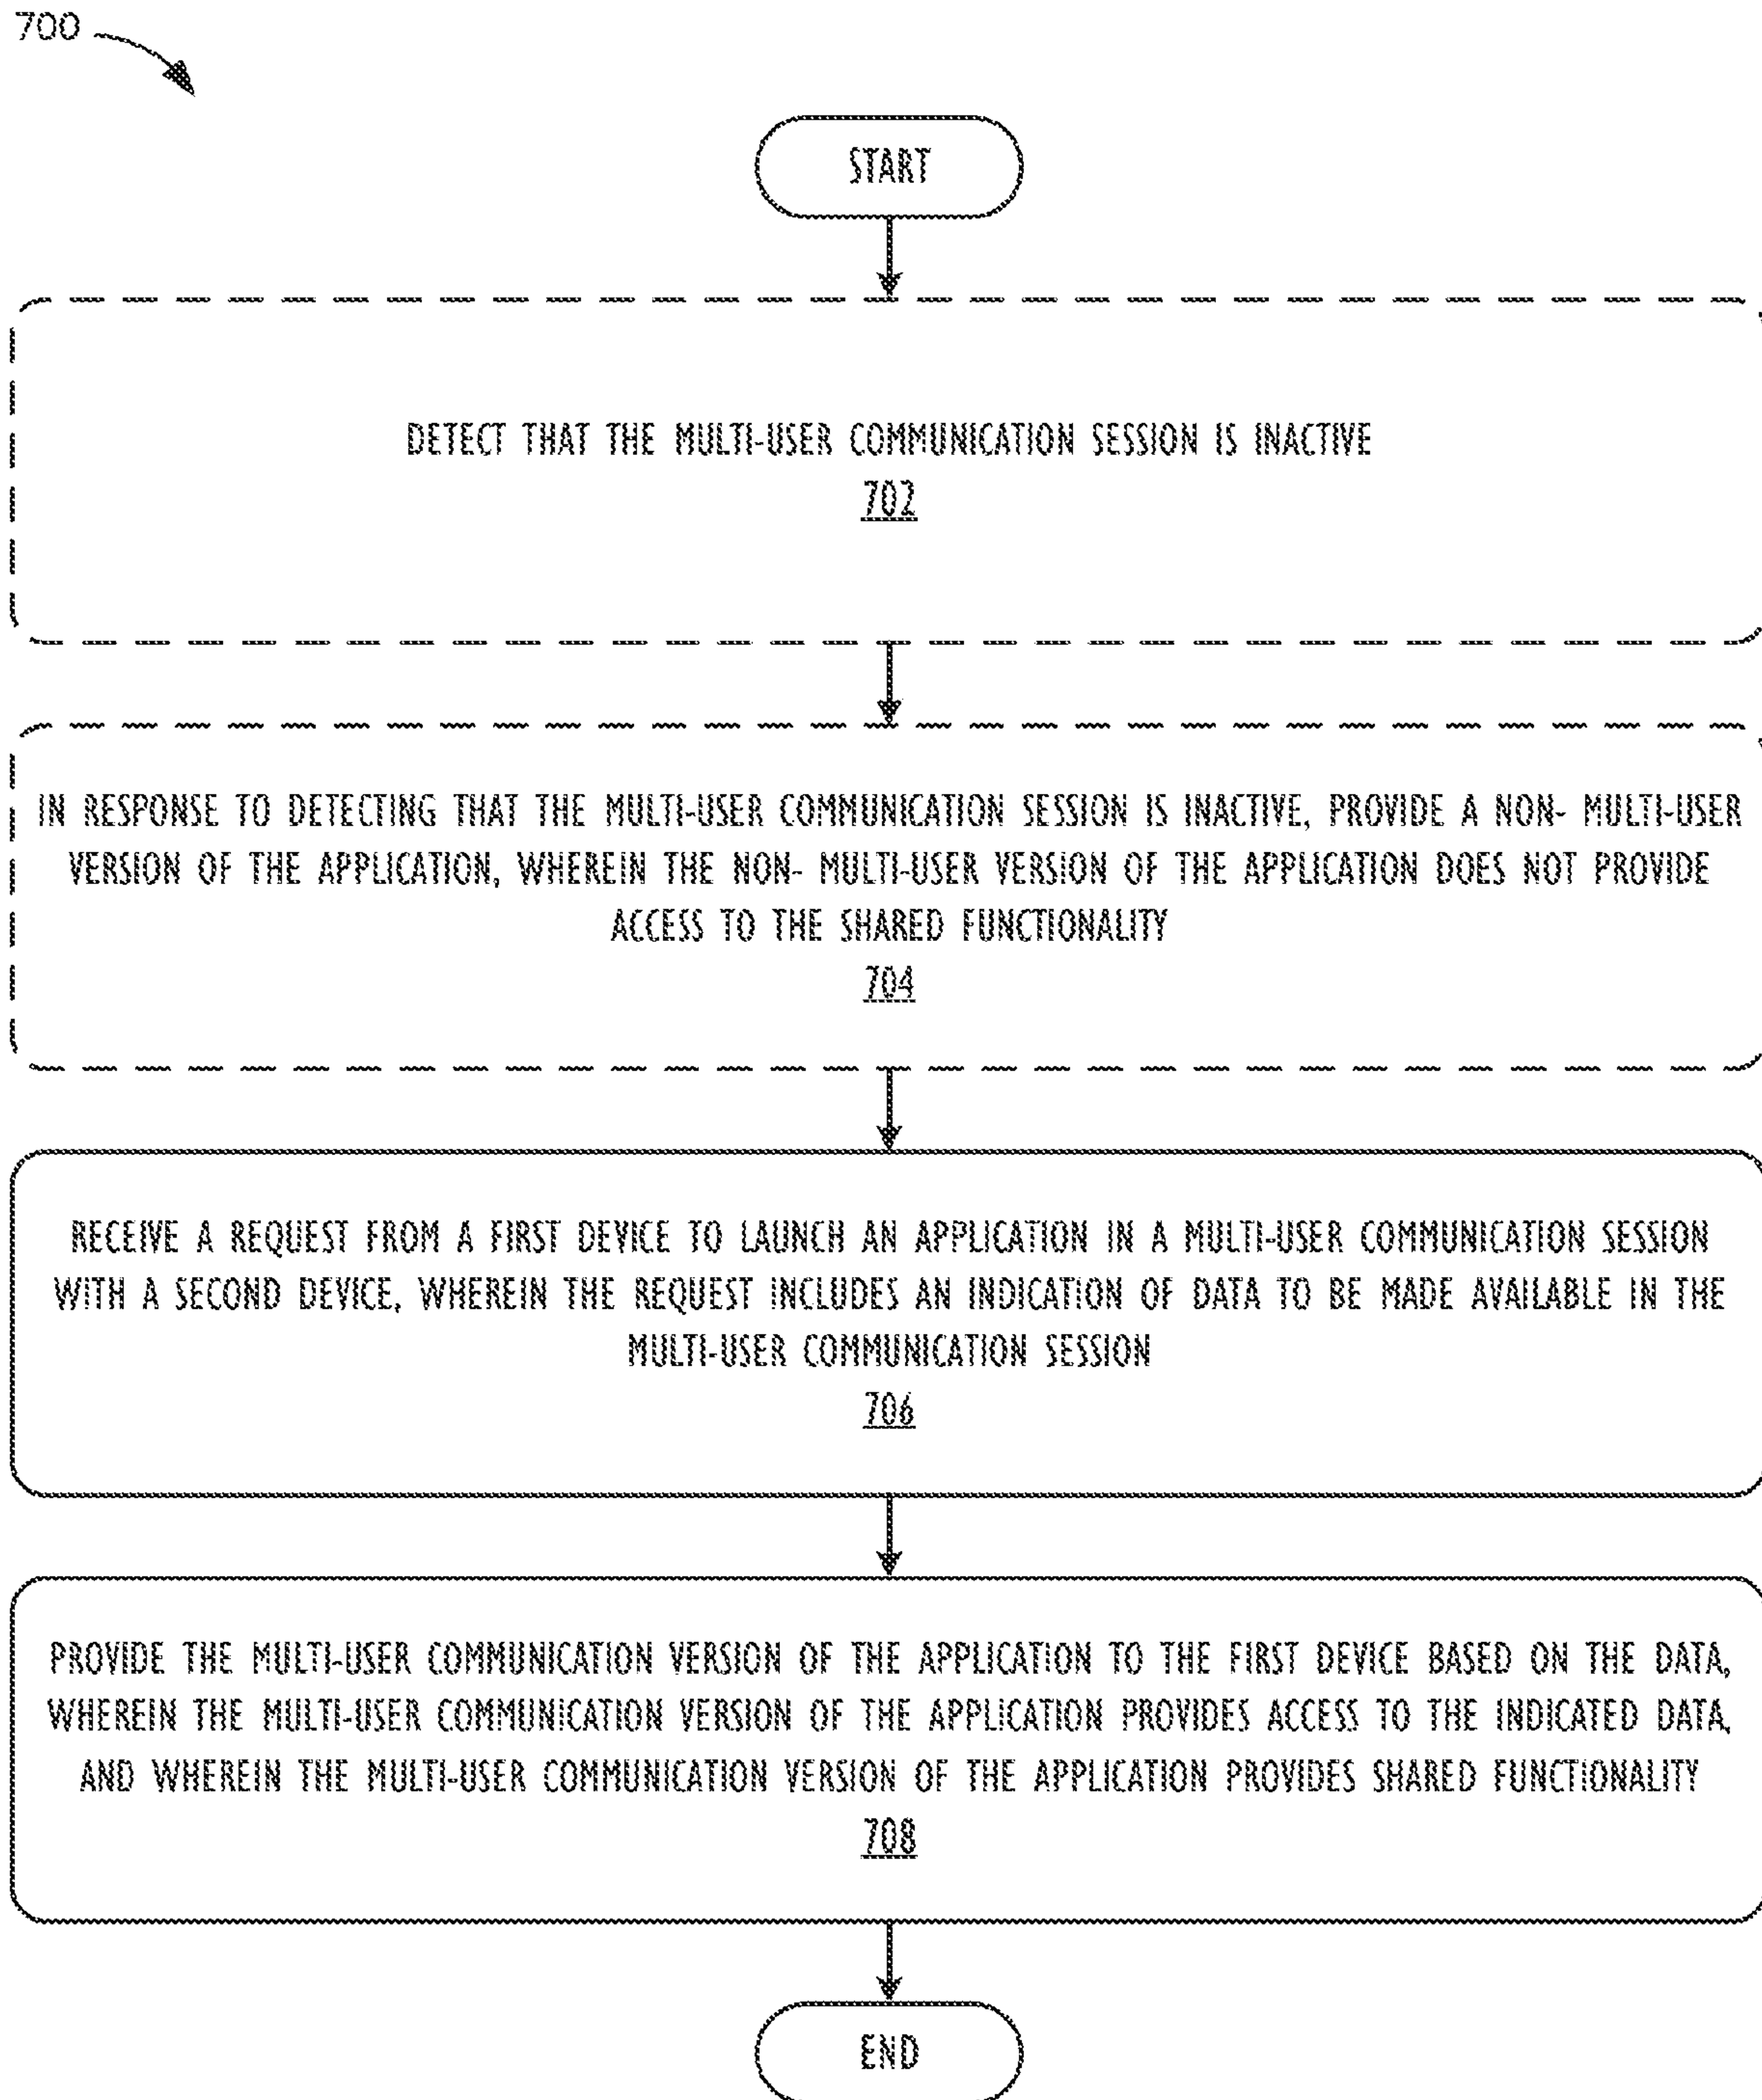 700
START
DETECT THAT THE MULTI-USER COMMUNICATION SESSION IS INACTIVE
702
IN RESPONSE TO DETECTING THAT THE MULTI-USER COMMUNICATION SESSION IS INACTIVE, PROVIDE A NON- MULTI-USER
VERSION OF THE APPLICATION, WHEREIN THE NON- MULTI-USER VERSION OF THE APPLICATION DOES NOT PROVIDE
ACCESS TO THE SHARED FUNCTIONALITY
704
RECEIVE A REQUEST FROM A FIRST DEVICE TO LAUNCH AN APPLICATION IN A MULTI-USER COMMUNICATION SESSION
WITH A SECOND DEVICE, WHEREIN THE REQUEST INCLUDES AN INDICATION OF DATA TO BE MADE AVAILABLE IN THE
MULTI-USER COMMUNICATION SESSION
706
PROVIDE THE MULTI-USER COMMUNICATION VERSION OF THE APPLICATION TO THE FIRST DEVICE BASED ON THE DATA,
WHEREIN THE MULTI-USER COMMUNICATION VERSION OF THE APPLICATION PROVIDES ACCESS TO THE INDICATED DATA,
AND WHEREIN THE MULTI-USER COMMUNICATION VERSION OF THE APPLICATION PROVIDES SHARED FUNCTIONALITY
708
END